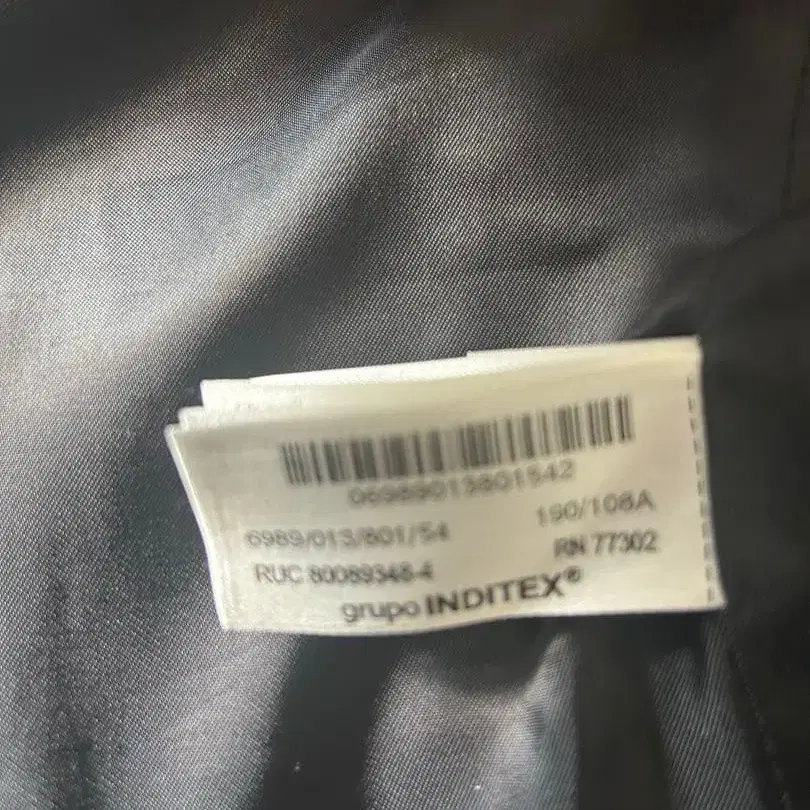 06989013801542
6989/013/801/54
190/108A
RUC 80089348-4
RN 77302
grupo INDITEX®